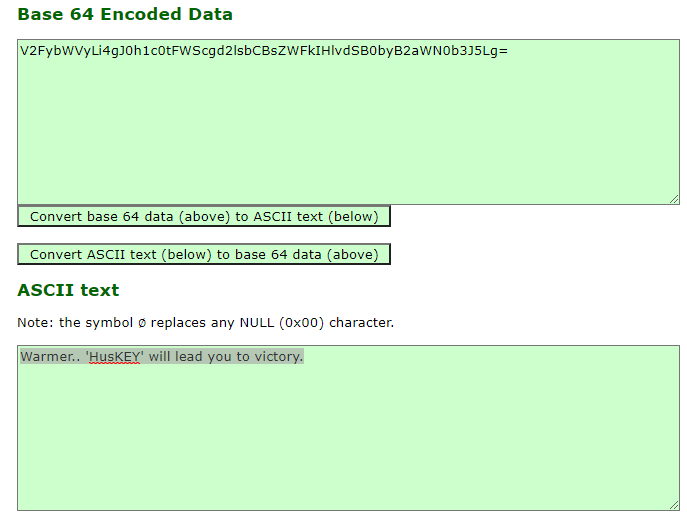 Base 64 Encoded Data
V2FybWVyLi4gJ0h1c0tFWScgd2lsbCBsZWFkIHlvdSB0byB2aWN0b3J5Lg=
Convert base 64 data (above) to ASCII text (below)
Convert ASCII text (below) to base 64 data (above)
ASCII text
Note: the symbol ∅ replaces any NULL (0x00) character.
Warmer.. 'HusKEY' will lead you to victory.